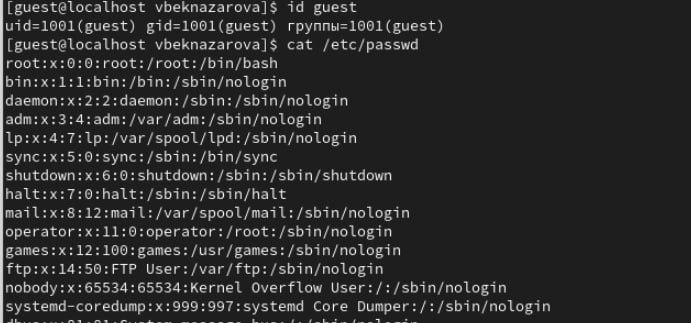 [guest@localhost vbeknazarova]$ id guest
uid=1001(guest) gid=1001(guest) группы=1001(guest)
[guest@localhost vbeknazarova]$ cat /etc/passwd
root:x:0:0:root:/root:/bin/bash
bin:x:1:1:bin:/bin:/sbin/nologin
daemon:x:2:2:daemon:/sbin:/sbin/nologin
adm:x:3:4:adm:/var/adm:/sbin/nologin
lp:x:4:7:lp:/var/spool/lpd:/sbin/nologin
sync:x:5:0:sync:/sbin:/bin/sync
shutdown:x:6:0:shutdown:/sbin:/sbin/shutdown
halt:x:7:0:halt:/sbin:/sbin/halt
mail:x:8:12:mail:/var/spool/mail:/sbin/nologin
operator:x:11:0:operator:/root:/sbin/nologin
games:x:12:100:games:/usr/games:/sbin/nologin
ftp:x:14:50:FTP User:/var/ftp:/sbin/nologin
nobody:x:65534:65534:Kernel Overflow User:/:/sbin/nologin
systemd-coredump:x:999:997:systemd Core Dumper:/:/sbin/nologin